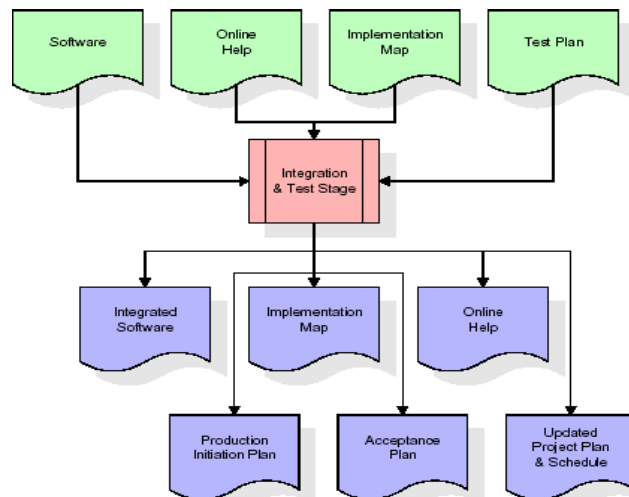 Software
Online
Help
Implementation
Map
Test Plan
Integration
& Test Stage
Integrated
Software
Implementation
Map
Online
Help
Production
Initiation Plan
Acceptance
Plan
Updated
Project Plan
& Schedule